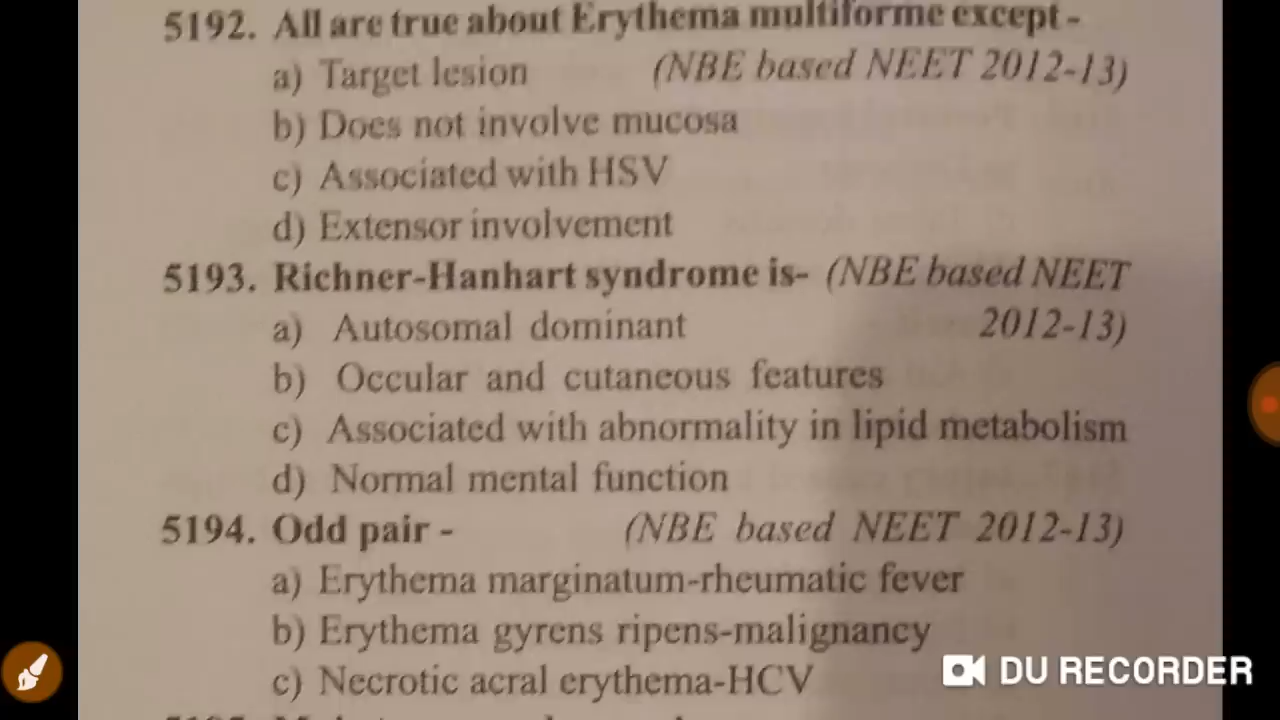 5192. All are true about Erythema multiforme except -
a) Target lesion (NBE based NEET 2012-13)
b) Does not involve mucosa
c) Associated with HSV
d) Extensor involvement
5193. Richner-Hanhart syndrome is- (NBE based NEET
a) Autosomal dominant 2012-13)
b) Occular and cutaneous features
c) Associated with abnormality in lipid metabolism
d) Normal mental function
5194. Odd pair - (NBE based NEET 2012-13)
a) Erythema marginatum-rheumatic fever
b) Erythema gyrens ripens-malignancy
c) Necrotic acral erythema-HCV
DU RECORDER